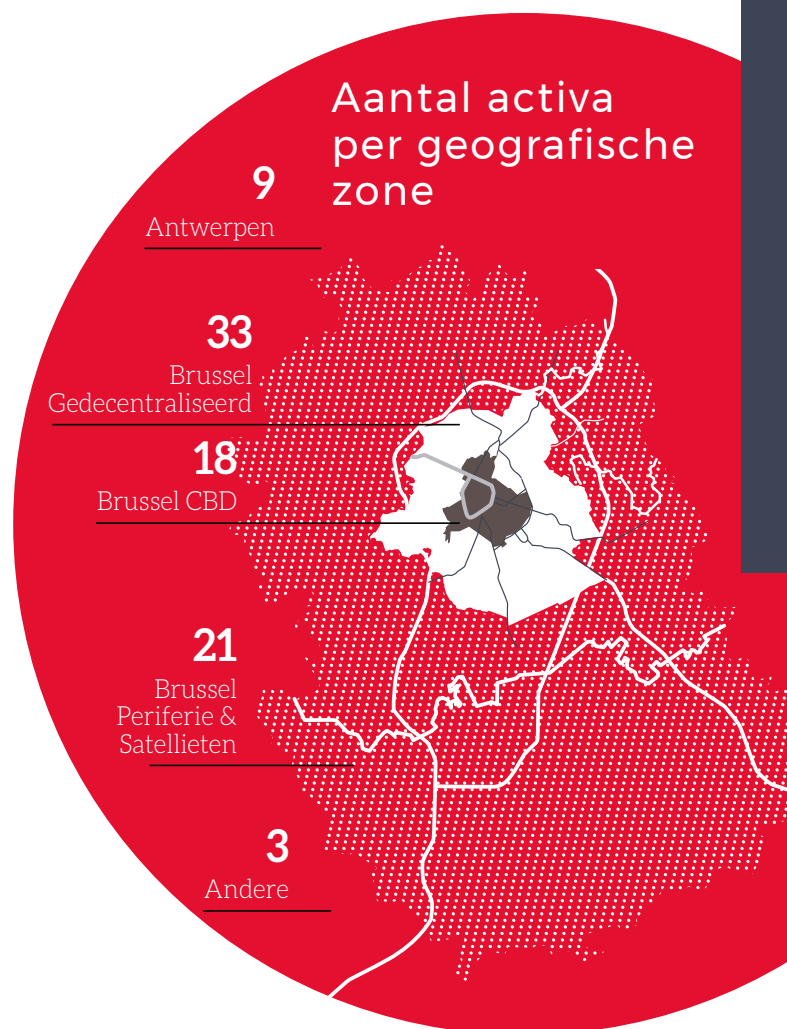 Aantal activa
per geografische
zone
9
Antwerpen
33
Brussel
Gedecentraliseerd
18
Brussel CBD
21
Brussel
Periferie &
Satellieten
3
Andere